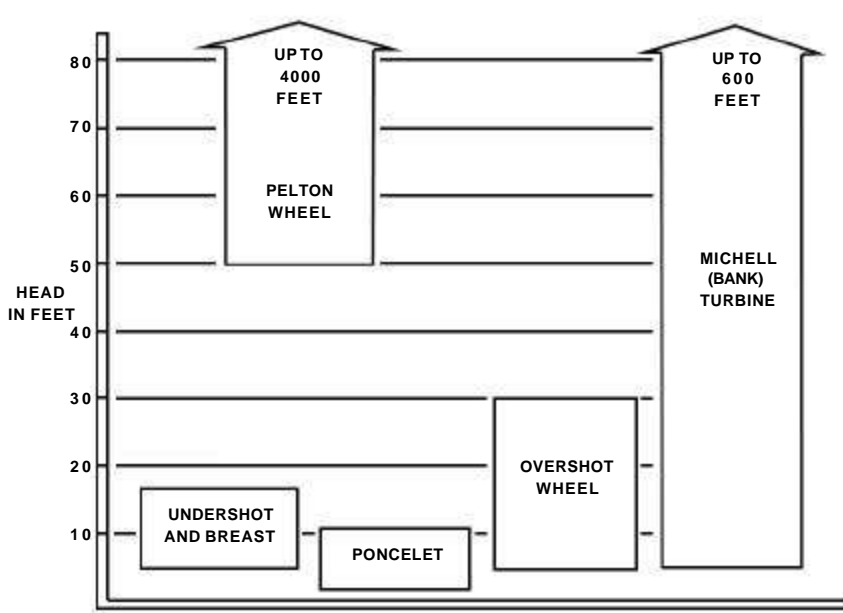 80
70
60
50
40
30
20
10
HEAD
IN FEET
UP TO
4000
FEET
PELTON
WHEEL
UP TO
600
FEET
MICHELL
(BANK)
TURBINE
OVERSHOT
WHEEL
UNDERSHOT
AND BREAST
PONCELET